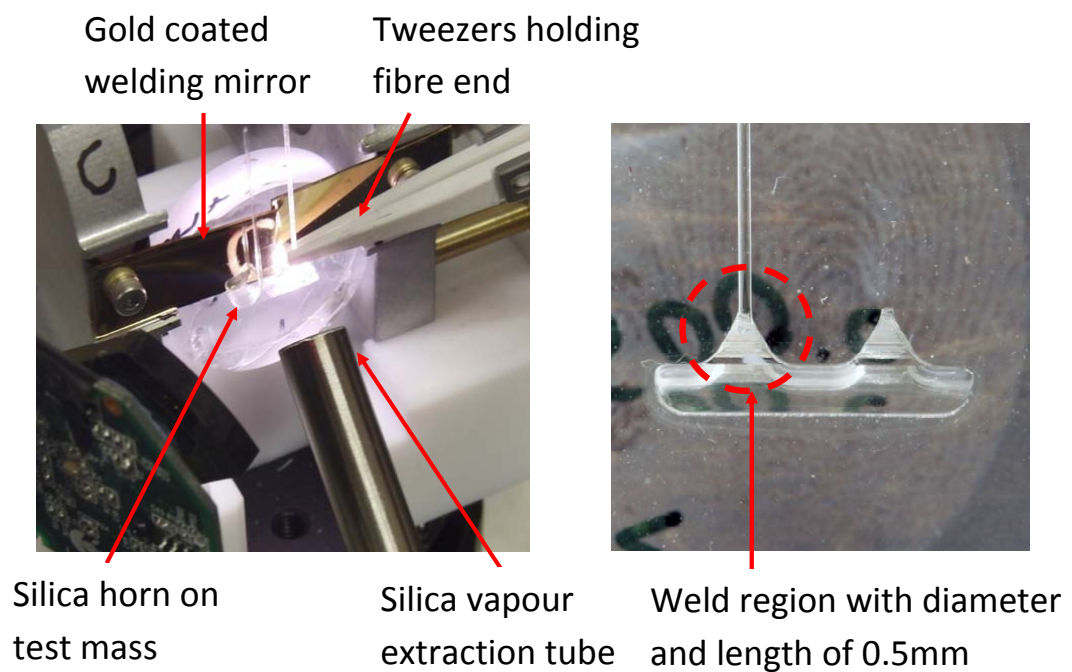 Gold coated
welding mirror
Tweezers holding
fibre end
C
Silica horn on
test mass
Silica vapour
extraction tube
Weld region with diameter
and length of 0.5mm